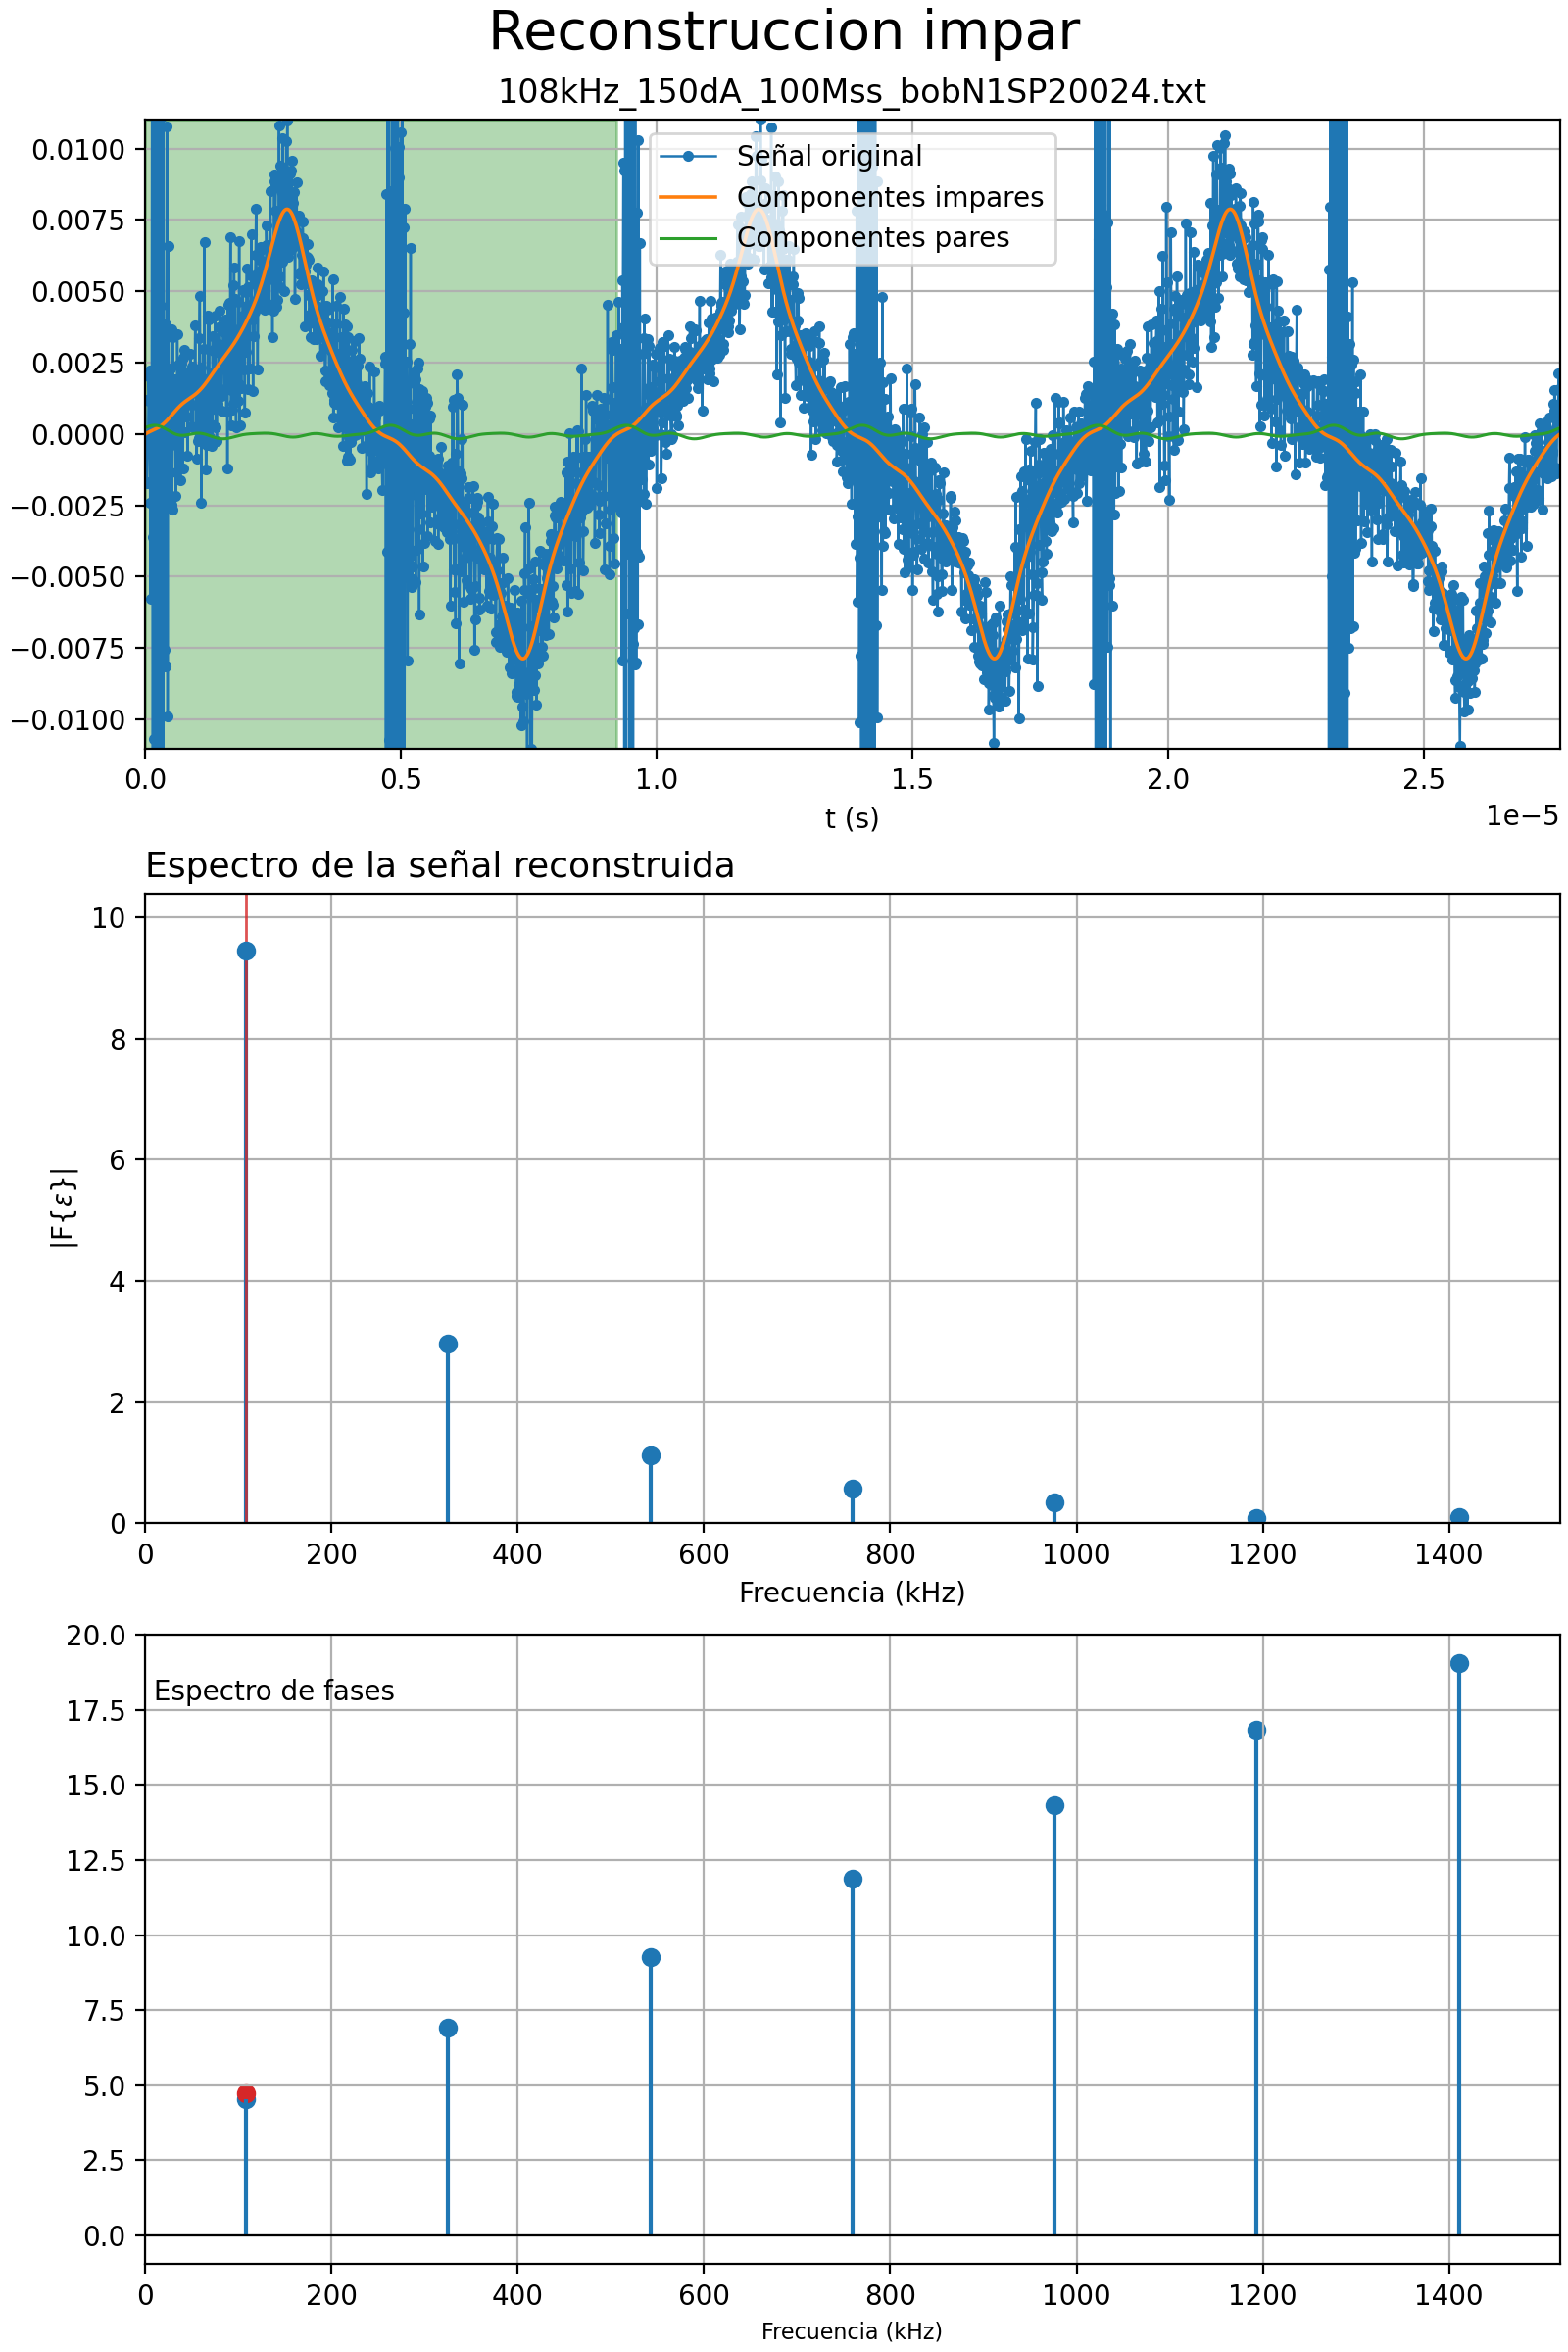 Reconstruccion impar
108kHz_150dA_100Mss_bobN1SP20024.txt
Señal original
Componentes impares
Componentes pares
0.0100
0.0075
0.0050
0.0025
0.0000
−0.0025
−0.0050
−0.0075
−0.0100
0.0 0.5 1.0 1.5 2.0 2.5
t (s)
1e−5
Espectro de la señal reconstruida
10
8
6
4
2
0
|F{ε}|
0 200 400 600 800 1000 1200 1400
Frecuencia (kHz)
Espectro de fases
20.0
17.5
15.0
12.5
10.0
7.5
5.0
2.5
0.0
0 200 400 600 800 1000 1200 1400
Frecuencia (kHz)